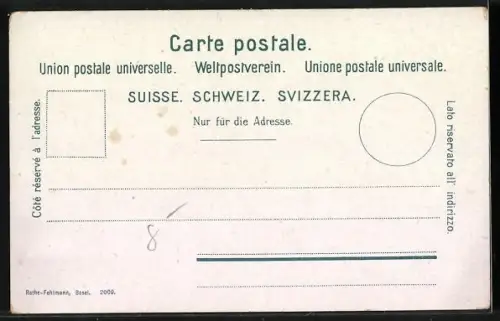 Carte postale.
Union postale universelle. Weltpostverein. Unione postale universale.
SUISSE. SCHWEIZ. SVIZZERA.
Nur für die Adresse.
Côté réservé à l'adresse.
Lato riservato all' indirizzo.
8
Rathe-Fehlmann, Basel. 2069.